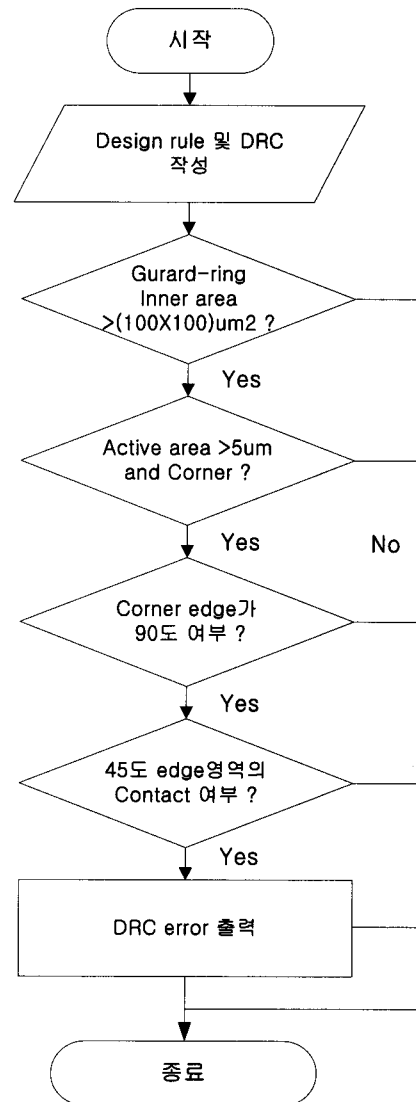 시작
Design rule 및 DRC
작성
Gurard-ring
Inner area
>(100X100)um2 ?
Yes
Active area >5um
and Corner ?
Yes
No
Corner edge가
90도 여부 ?
Yes
45도 edge영역의
Contact 여부 ?
Yes
DRC error 출력
종료